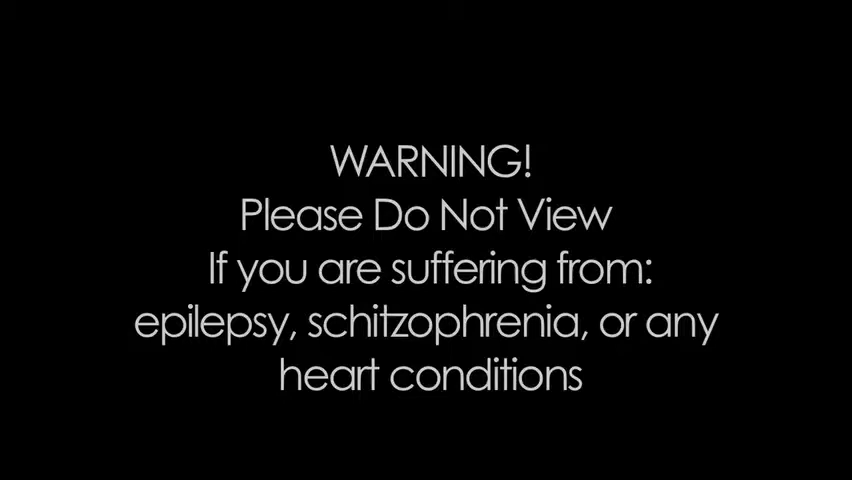 WARNING!
Please Do Not View
If you are suffering from:
epilepsy, schitzophrenia, or any
heart conditions